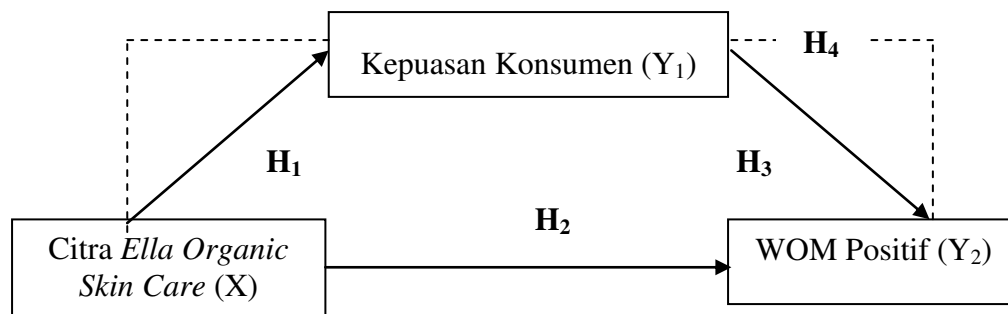 H₄
Kepuasan Konsumen (Y₁)
H₁
H₃
H₂
Citra Ella Organic
Skin Care (X)
WOM Positif (Y₂)